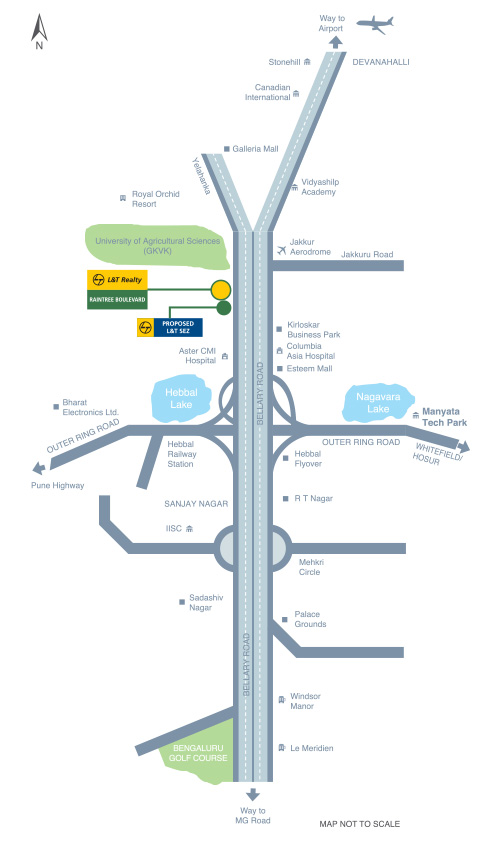 Way to
Airport
N
Stonehill
DEVANAHALLI
Canadian
International
Galleria Mall
Yelahanka
Vidyashilp
Academy
Royal Orchid
Resort
University of Agricultural Sciences
(GKVK)
Jakkur
Aerodrome
Jakkuru Road
L&T Realty
RAINTREE BOULEVARD
L&T
PROPOSED
L&T SEZ
Kirloskar
Business Park
Columbia
Asia Hospital
Aster CMI
Hospital
Esteem Mall
BELLARY ROAD
Hebbal
Lake
Nagavara
Lake
Bharat
Electronics Ltd.
Manyata
Tech Park
OUTER RING ROAD
OUTER RING ROAD
WHITEFIELD/
HOSUR
Hebbal
Railway
Station
Hebbal
Flyover
Pune Highway
SANJAY NAGAR
R T Nagar
IISC
Mehkri
Circle
Sadashiv
Nagar
Palace
Grounds
BELLARY ROAD
Windsor
Manor
BENGALURU
GOLF COURSE
Le Meridien
Way to
MG Road
MAP NOT TO SCALE